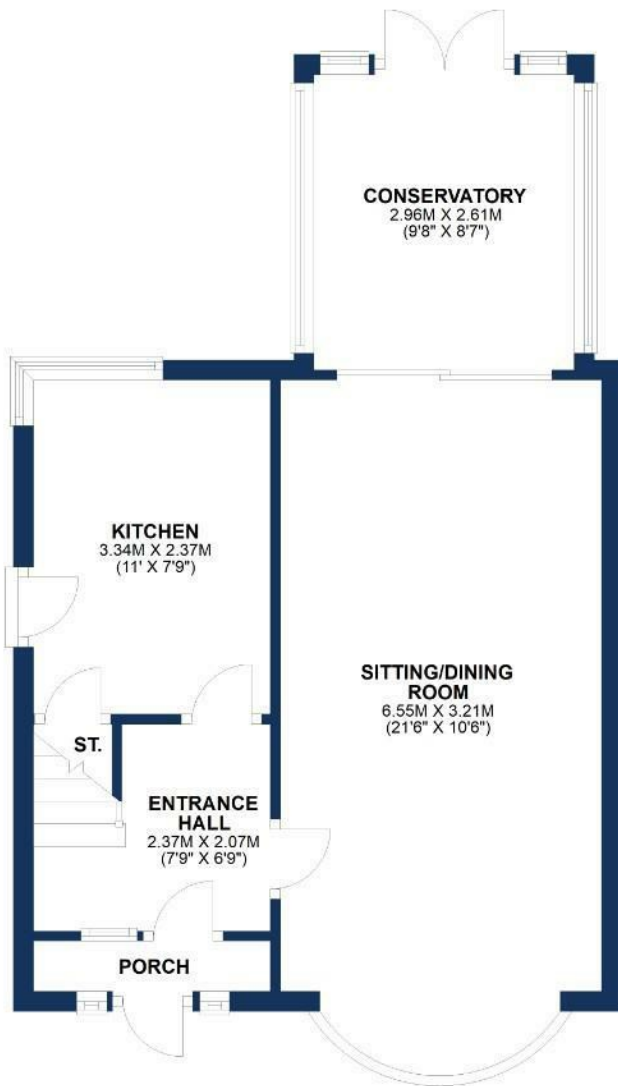 CONSERVATORY
2.96M X 2.61M
(9'8" X 8'7")
KITCHEN
3.34M X 2.37M
(11' X 7'9")
SITTING/DINING
ROOM
6.55M X 3.21M
(21'6" X 10'6")
ST.
ENTRANCE
HALL
2.37M X 2.07M
(7'9" X 6'9")
PORCH